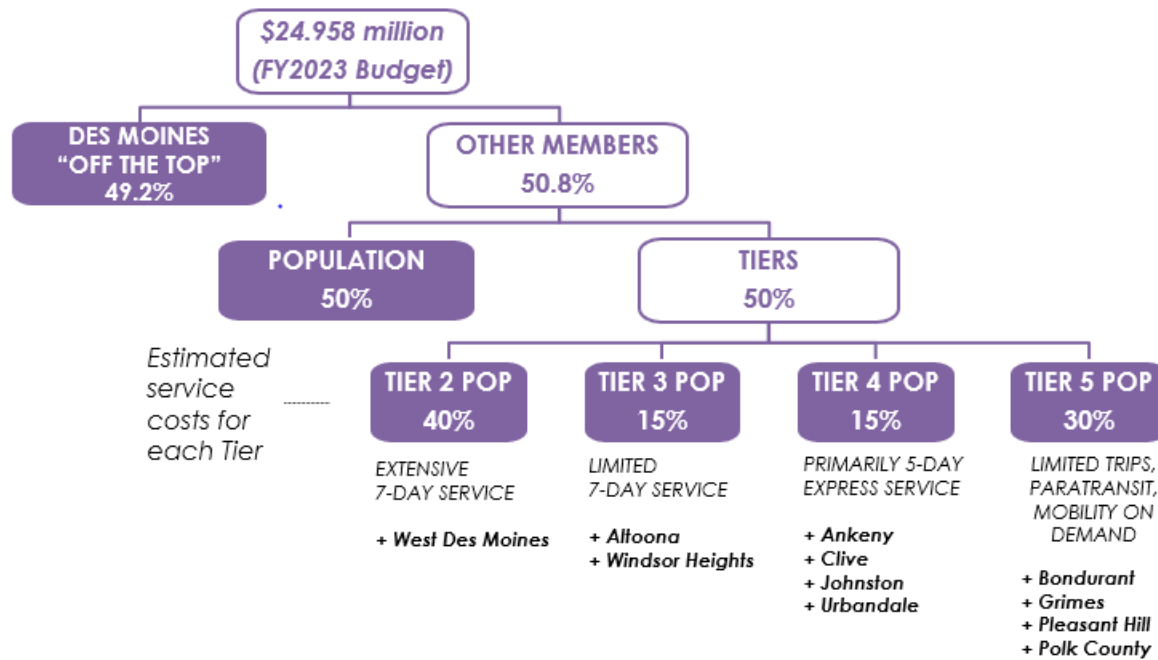 $24.958 million
(FY2023 Budget)
DES MOINES
“OFF THE TOP”
49.2%
OTHER MEMBERS
50.8%
POPULATION
50%
TIERS
50%
Estimated
service
costs for
each Tier
TIER 2 POP
40%
EXTENSIVE
7-DAY SERVICE
+ West Des Moines
TIER 3 POP
15%
LIMITED
7-DAY SERVICE
+ Altoona
+ Windsor Heights
TIER 4 POP
15%
PRIMARILY 5-DAY
EXPRESS SERVICE
+ Ankeny
+ Clive
+ Johnston
+ Urbandale
TIER 5 POP
30%
LIMITED TRIPS,
PARATRANSIT,
MOBILITY ON
DEMAND
+ Bondurant
+ Grimes
+ Pleasant Hill
+ Polk County